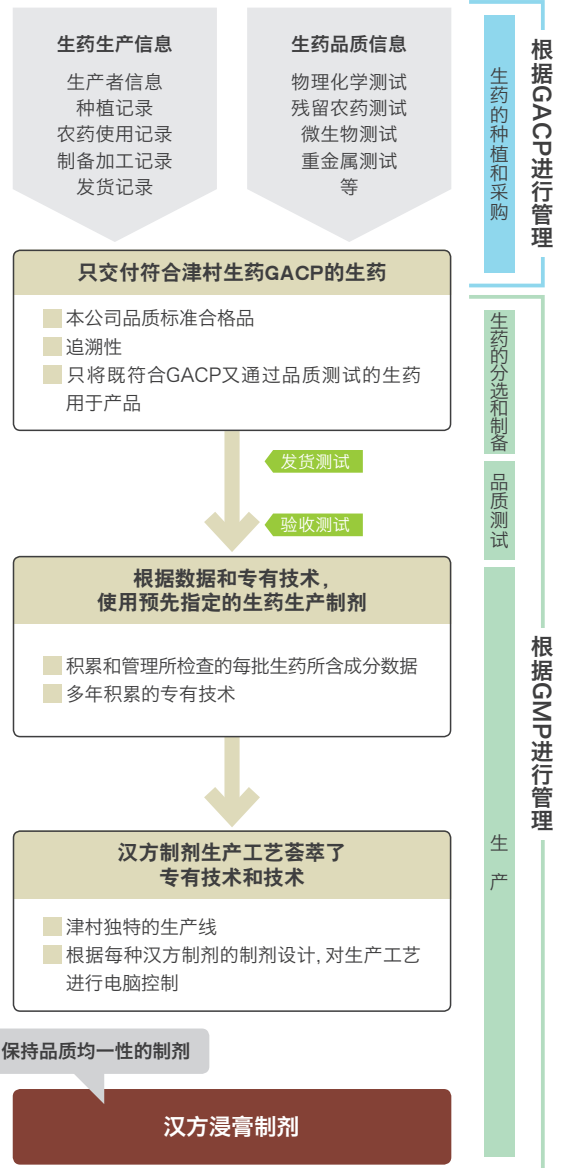 生药生产信息
生产者信息
种植记录
农药使用记录
制备加工记录
发货记录
生药品质信息
物理化学测试
残留农药测试
微生物测试
重金属测试
等
生药的种植和采购
根据GACP进行管理
只交付符合津村生药GACP的生药
本公司品质标准合格品
追溯性
只将既符合GACP又通过品质测试的生药
用于产品
发货测试
验收测试
生药的分选和制备
品质测试
根据数据和专有技术，
使用预先指定的生药生产制剂
积累和管理所检查的每批生药所含成分数据
多年积累的专有技术
根据GMP进行管理
生产
汉方制剂生产工艺荟萃了
专有技术和技术
津村独特的生产线
根据每种汉方制剂的制剂设计，对生产工艺
进行电脑控制
保持品质均一性的制剂
汉方浸膏制剂